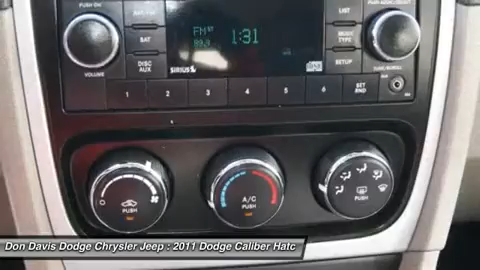 PUSH ON
AM/FM
SAT
DISC
AUX
VOLUME
FM
1:31
SIRIUS
LIST
MUSIC
TYPE
SETUP
TUNE/SCROLL
1
2
3
4
5
6
SET
RND
PUSH
A/C
PUSH
PUSH
Don Davis Dodge Chrysler Jeep : 2011 Dodge Caliber Hatc